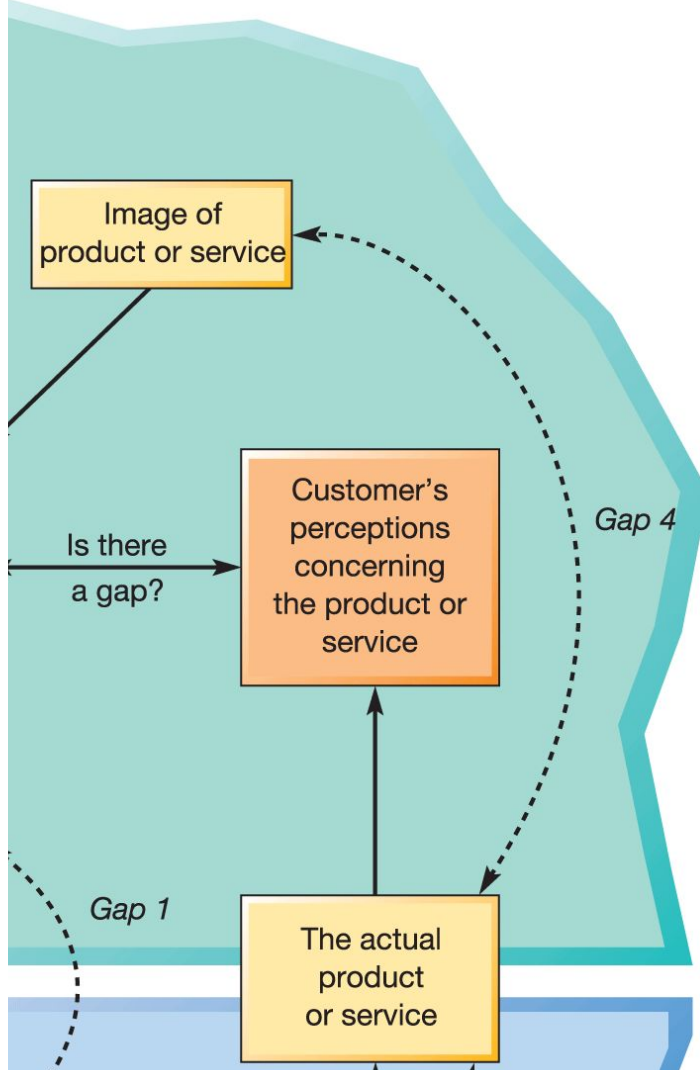 Image of
product or service
Customer’s
perceptions
concerning
the product or
service
Gap 4
Is there
a gap?
Gap 1
The actual
product
or service